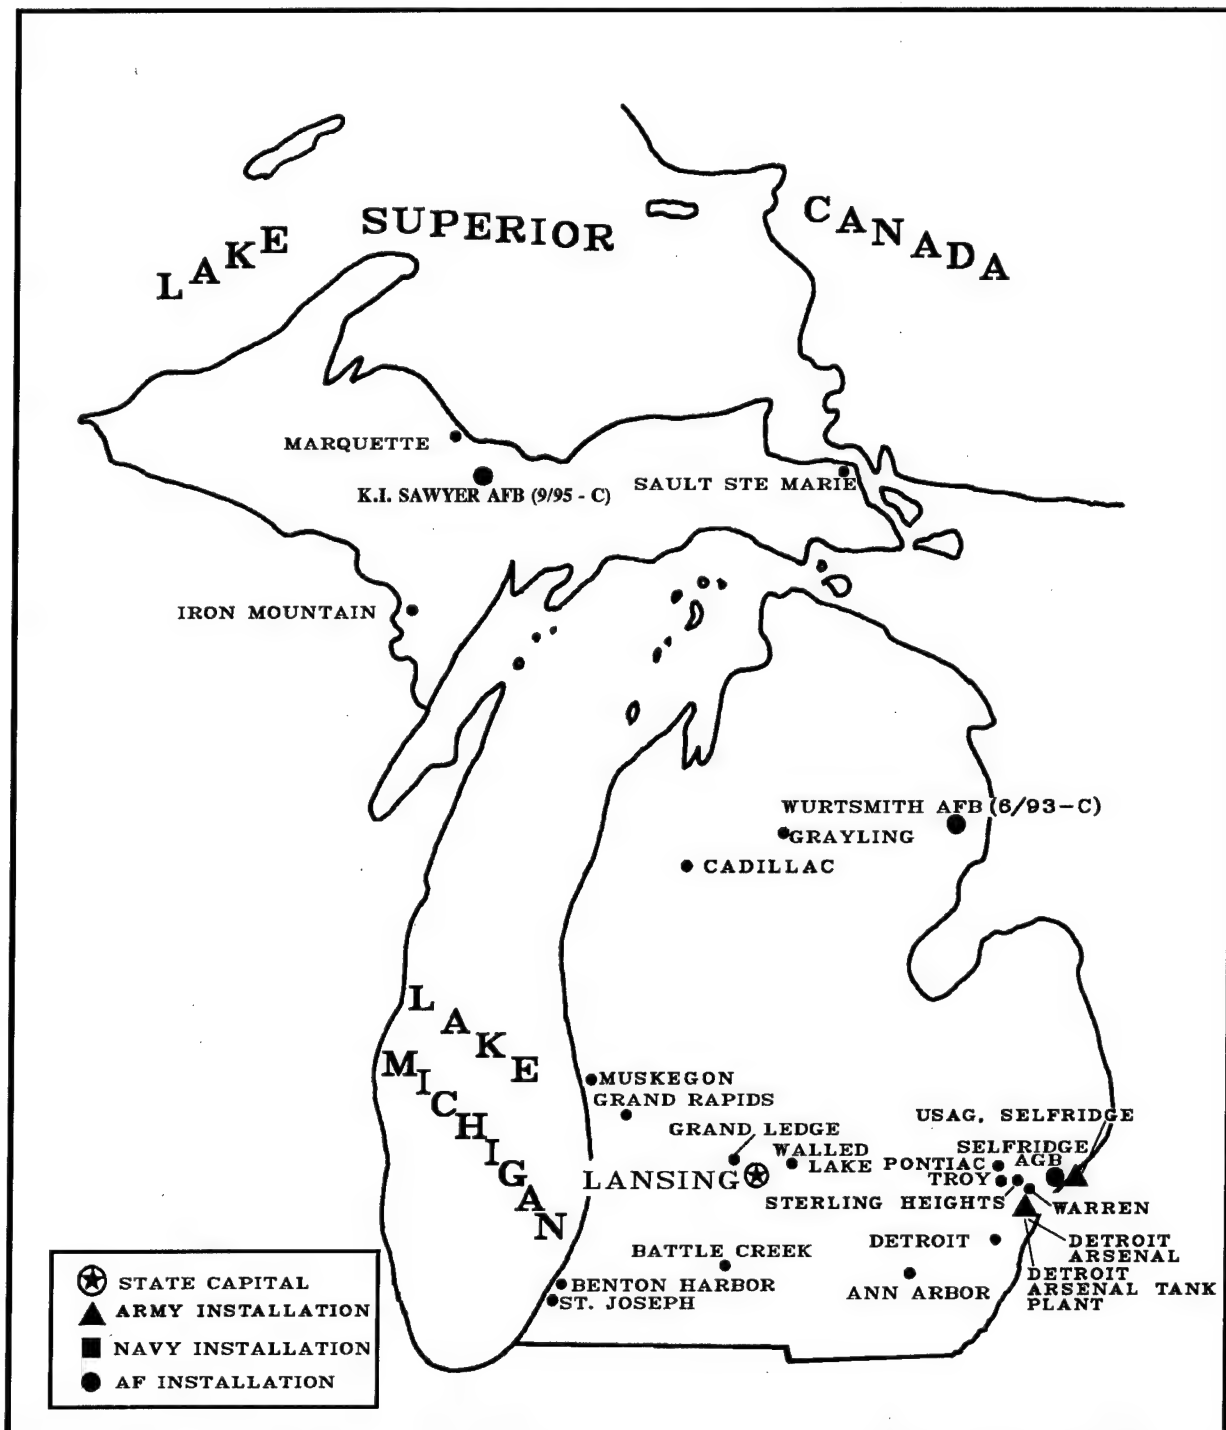 LAKE SUPERIOR
CANADA
MARQUETTE
K.I. SAWYER AFB (9/95 - C)
SAULT STE MARIE
IRON MOUNTAIN
WURTSMITH AFB (6/93-C)
GRAYLING
CADILLAC
LAKE
MICHIGAN
MUSKEGON
GRAND RAPIDS
USAG, SELFRIDGE
GRAND LEDGE
SELFRIDGE
AGB
WALLED
LAKE
PONTIAC
LANSING
TROY
STERLING HEIGHTS
WARREN
DETROIT
DETROIT
ARSENAL
BATTLE CREEK
DETROIT
ARSENAL TANK
PLANT
BENTON HARBOR
ANN ARBOR
ST. JOSEPH
STATE CAPITAL
ARMY INSTALLATION
NAVY INSTALLATION
AF INSTALLATION